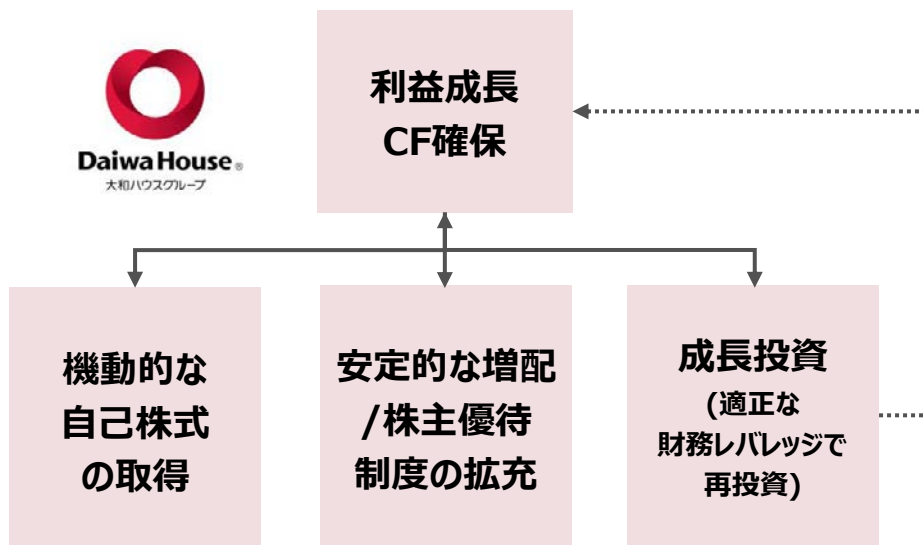 Daiwa House®
大和ハウスグループ
利益成長
CF確保
機動的な
自己株式
の取得
安定的な増配
/株主優待
制度の拡充
成長投資
(適正な
財務レバレッジで
再投資)